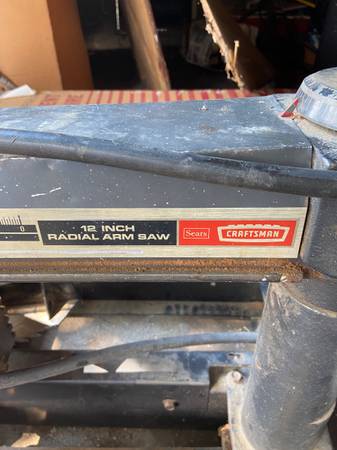 0
12 INCH
RADIAL ARM SAW
Sears
CRAFTSMAN